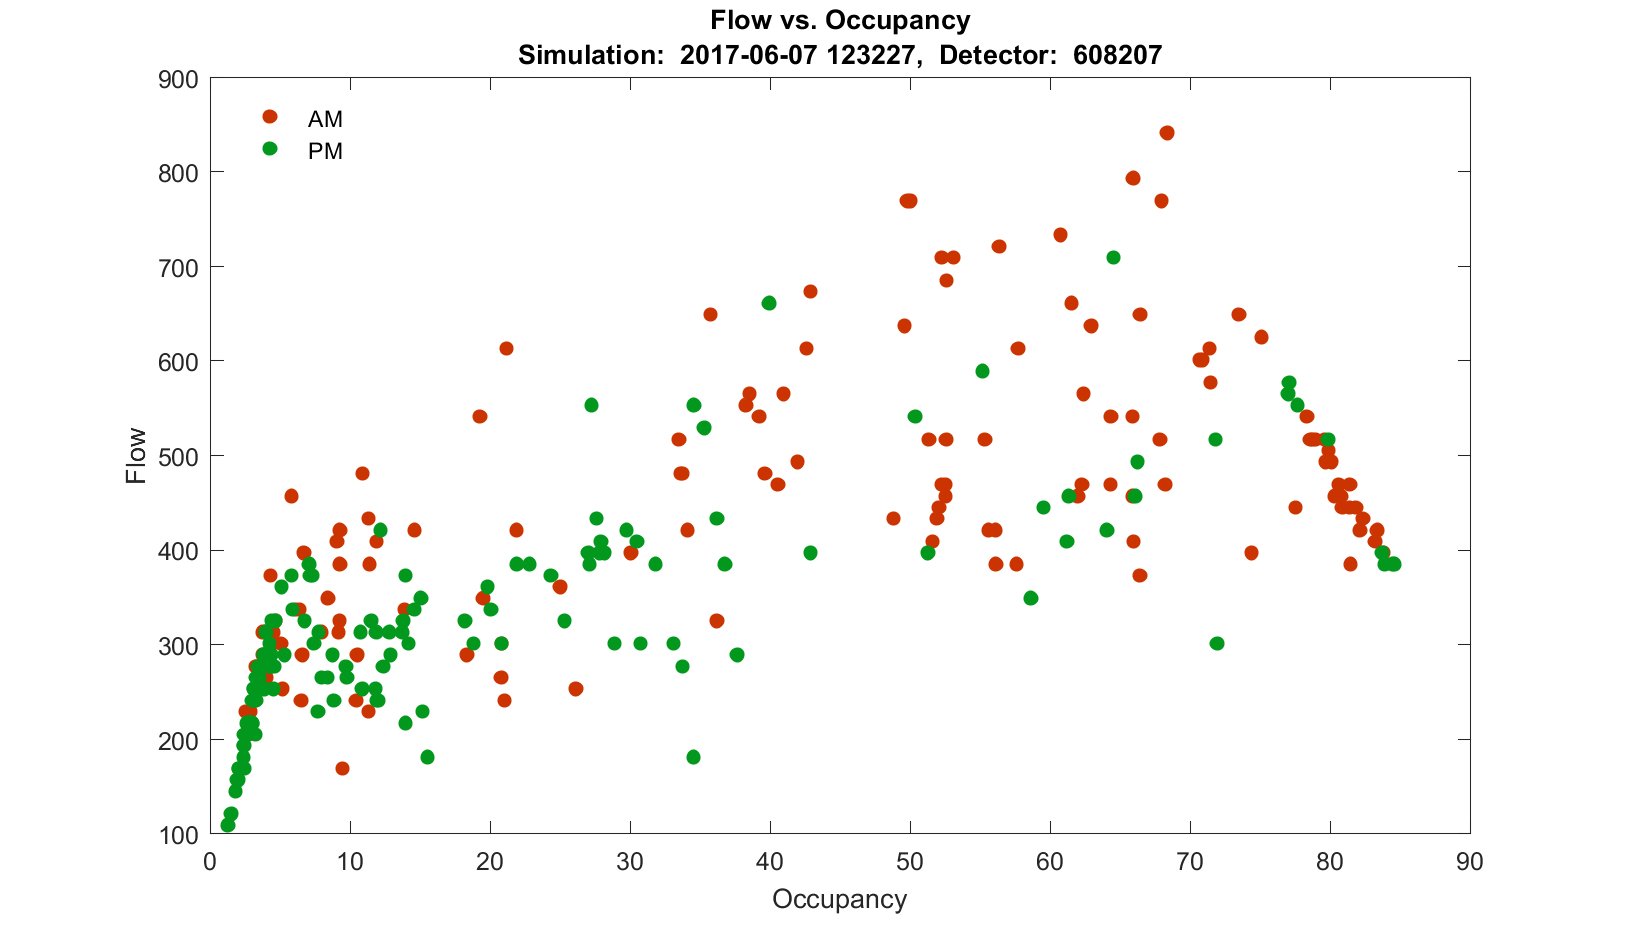 Flow vs. Occupancy
Simulation:  2017-06-07 123227,  Detector:  608207
900
AM
PM
800
700
600
500
Flow
400
300
200
100
0 10 20 30 40 50 60 70 80 90
Occupancy